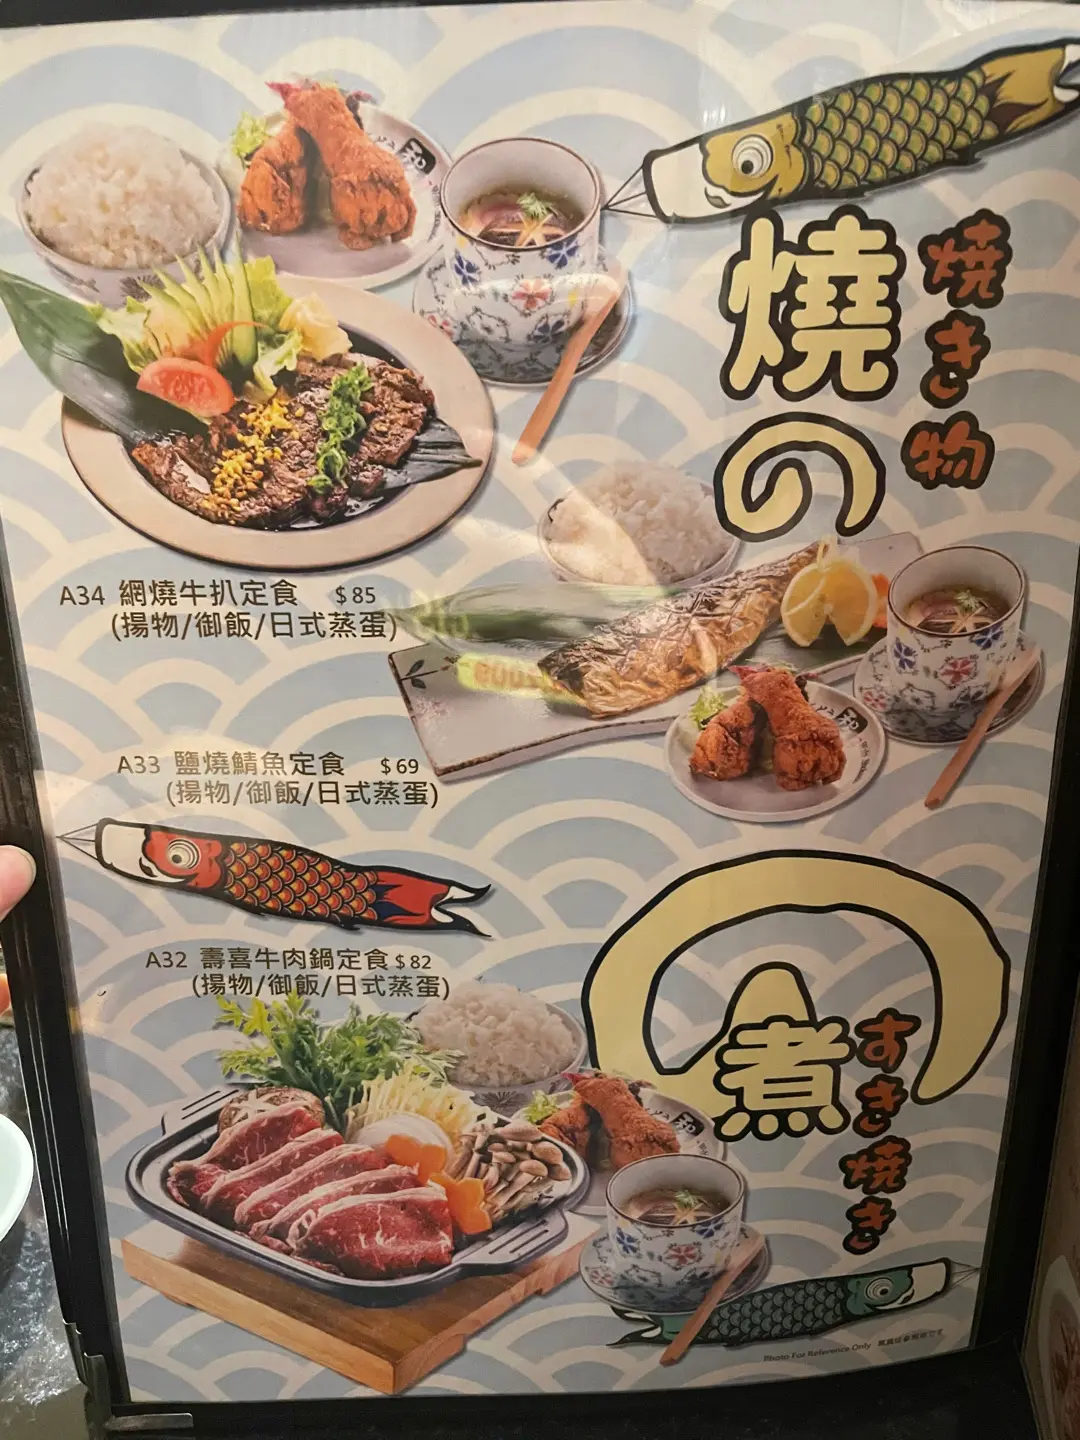 燒の
焼き物
A34 網燒牛扒定食 $85
(揚物/御飯/日式蒸蛋)
A33 鹽燒鯖魚定食 $69
(揚物/御飯/日式蒸蛋)
A32 壽喜牛肉鍋定食 $82
(揚物/御飯/日式蒸蛋)
の煮
すき焼き
Photo For Reference Only